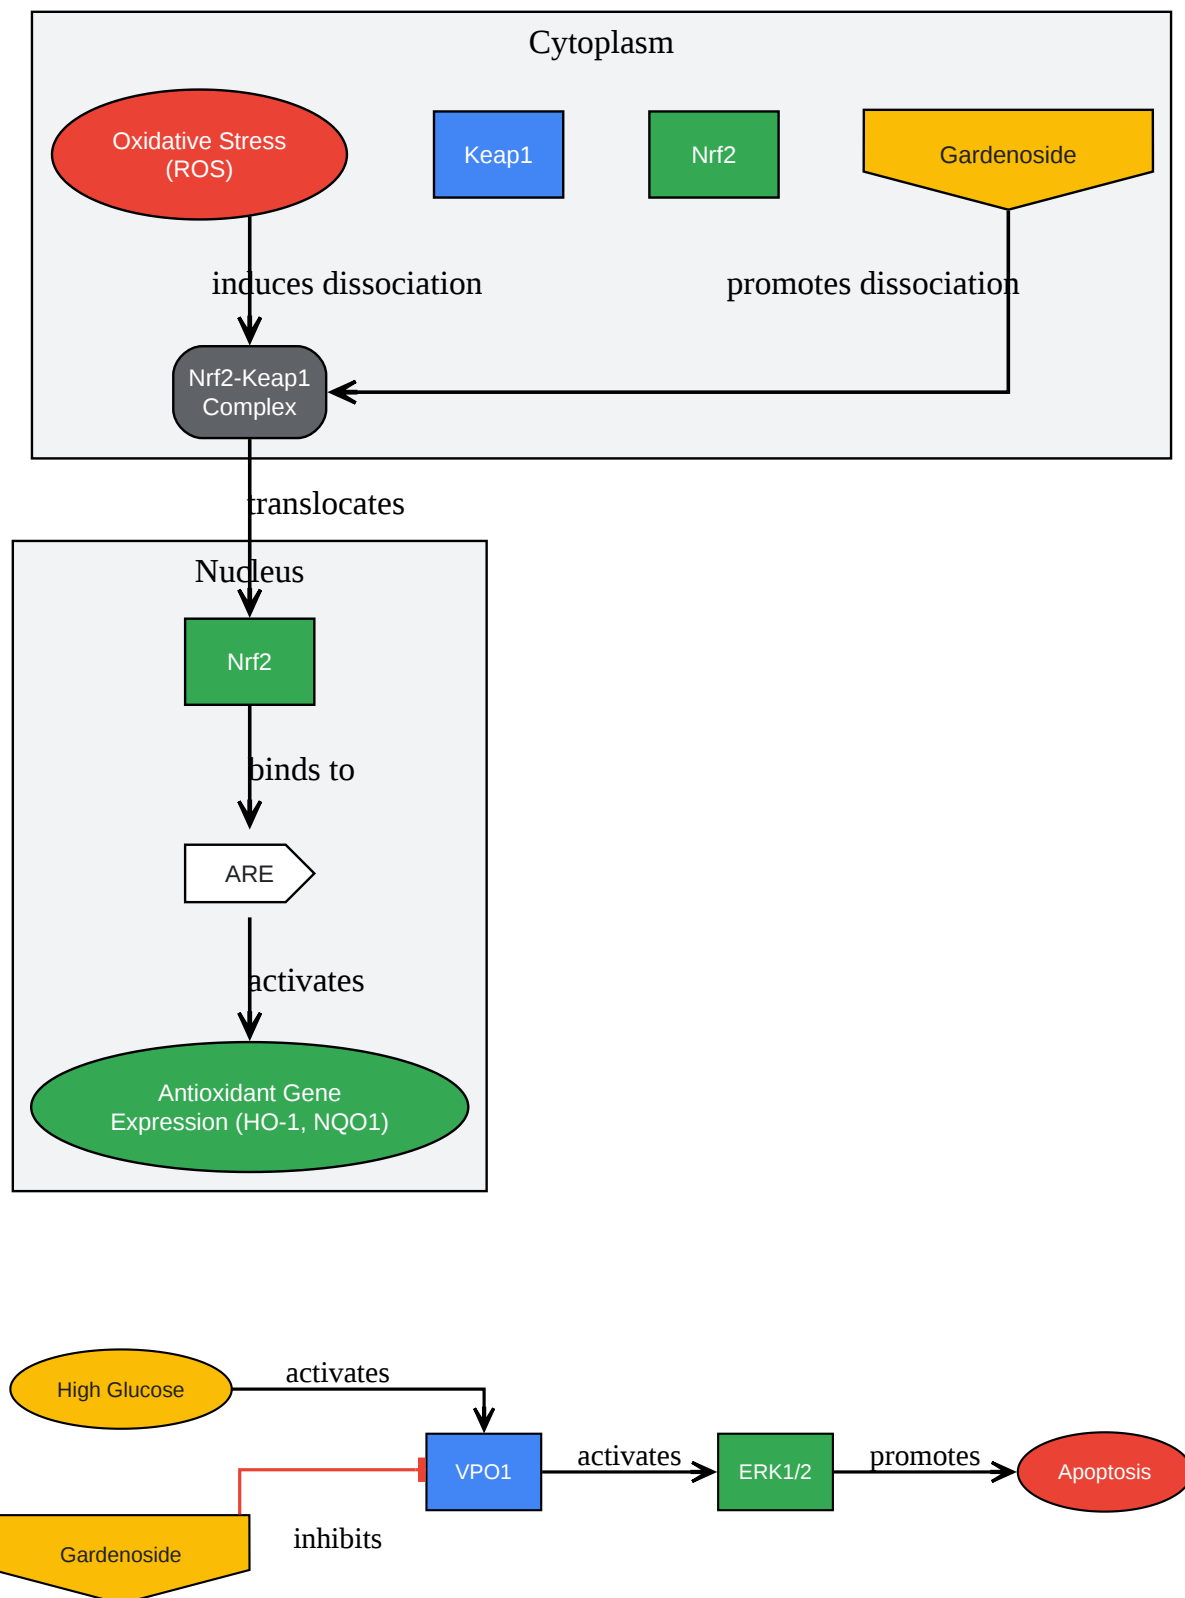 Cytoplasm
Oxidative Stress
(ROS)
Keap1
Nrf2
Gardenoside
induces dissociation
promotes dissociation
Nrf2-Keap1
Complex
translocates
Nucleus
Nrf2
binds to
ARE
activates
Antioxidant Gene
Expression (HO-1, NQO1)
High Glucose
activates
VPO1
activates
ERK1/2
promotes
Apoptosis
inhibits
Gardenoside